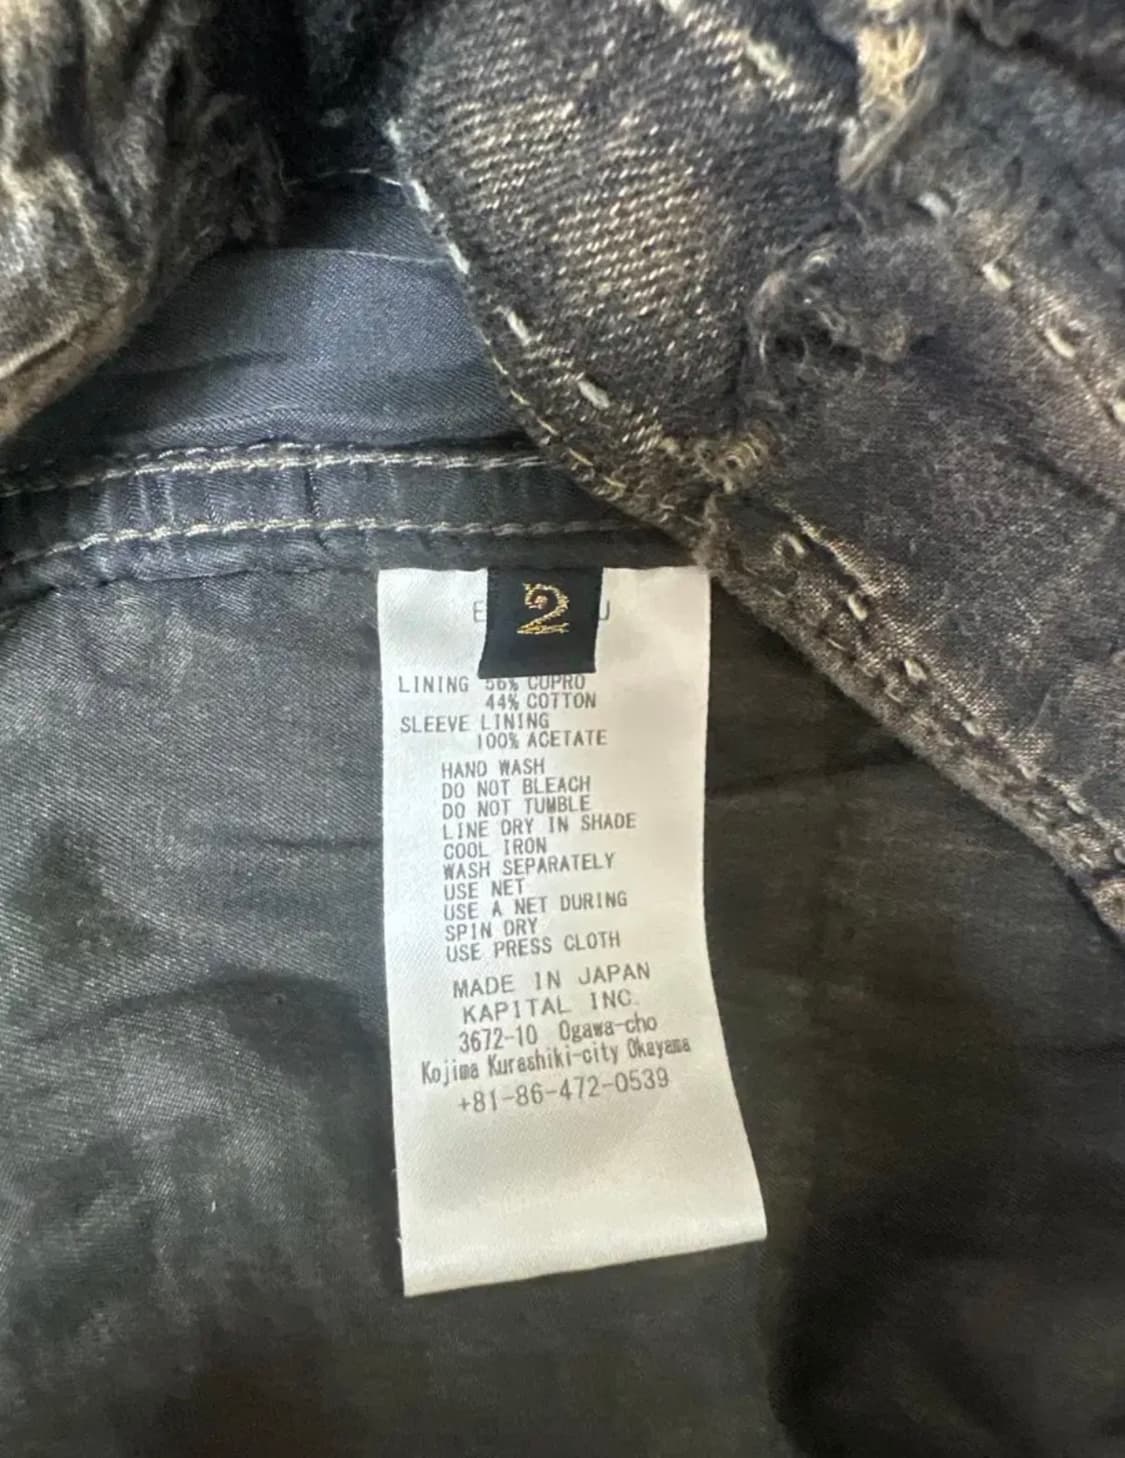 2
LINING 56% CUPRO
44% COTTON
SLEEVE LINING
100% ACETATE
HAND WASH
DO NOT BLEACH
DO NOT TUMBLE
LINE DRY IN SHADE
COOL IRON
WASH SEPARATELY
USE NET
USE A NET DURING
SPIN DRY
USE PRESS CLOTH
MADE IN JAPAN
KAPITAL INC.
3672-10 Ogawa-cho
Kojima Kurashiki-city Okayama
+81-86-472-0539